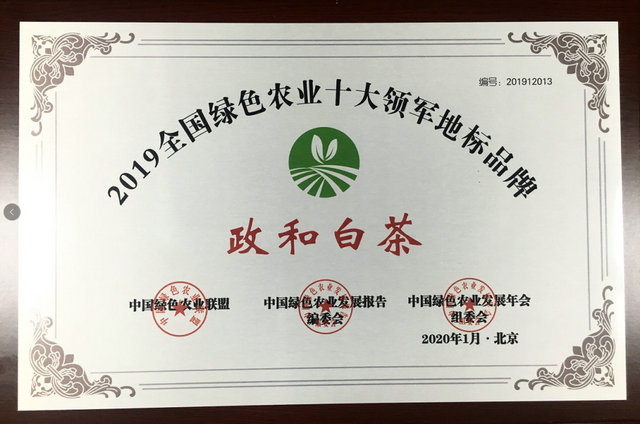 编号：201912013
2019全国绿色农业十大领军地标品牌
政和白茶
中国绿色农业联盟
中国绿色农业发展报告
编委会
中国绿色农业发展年会
组委会
2020年1月·北京